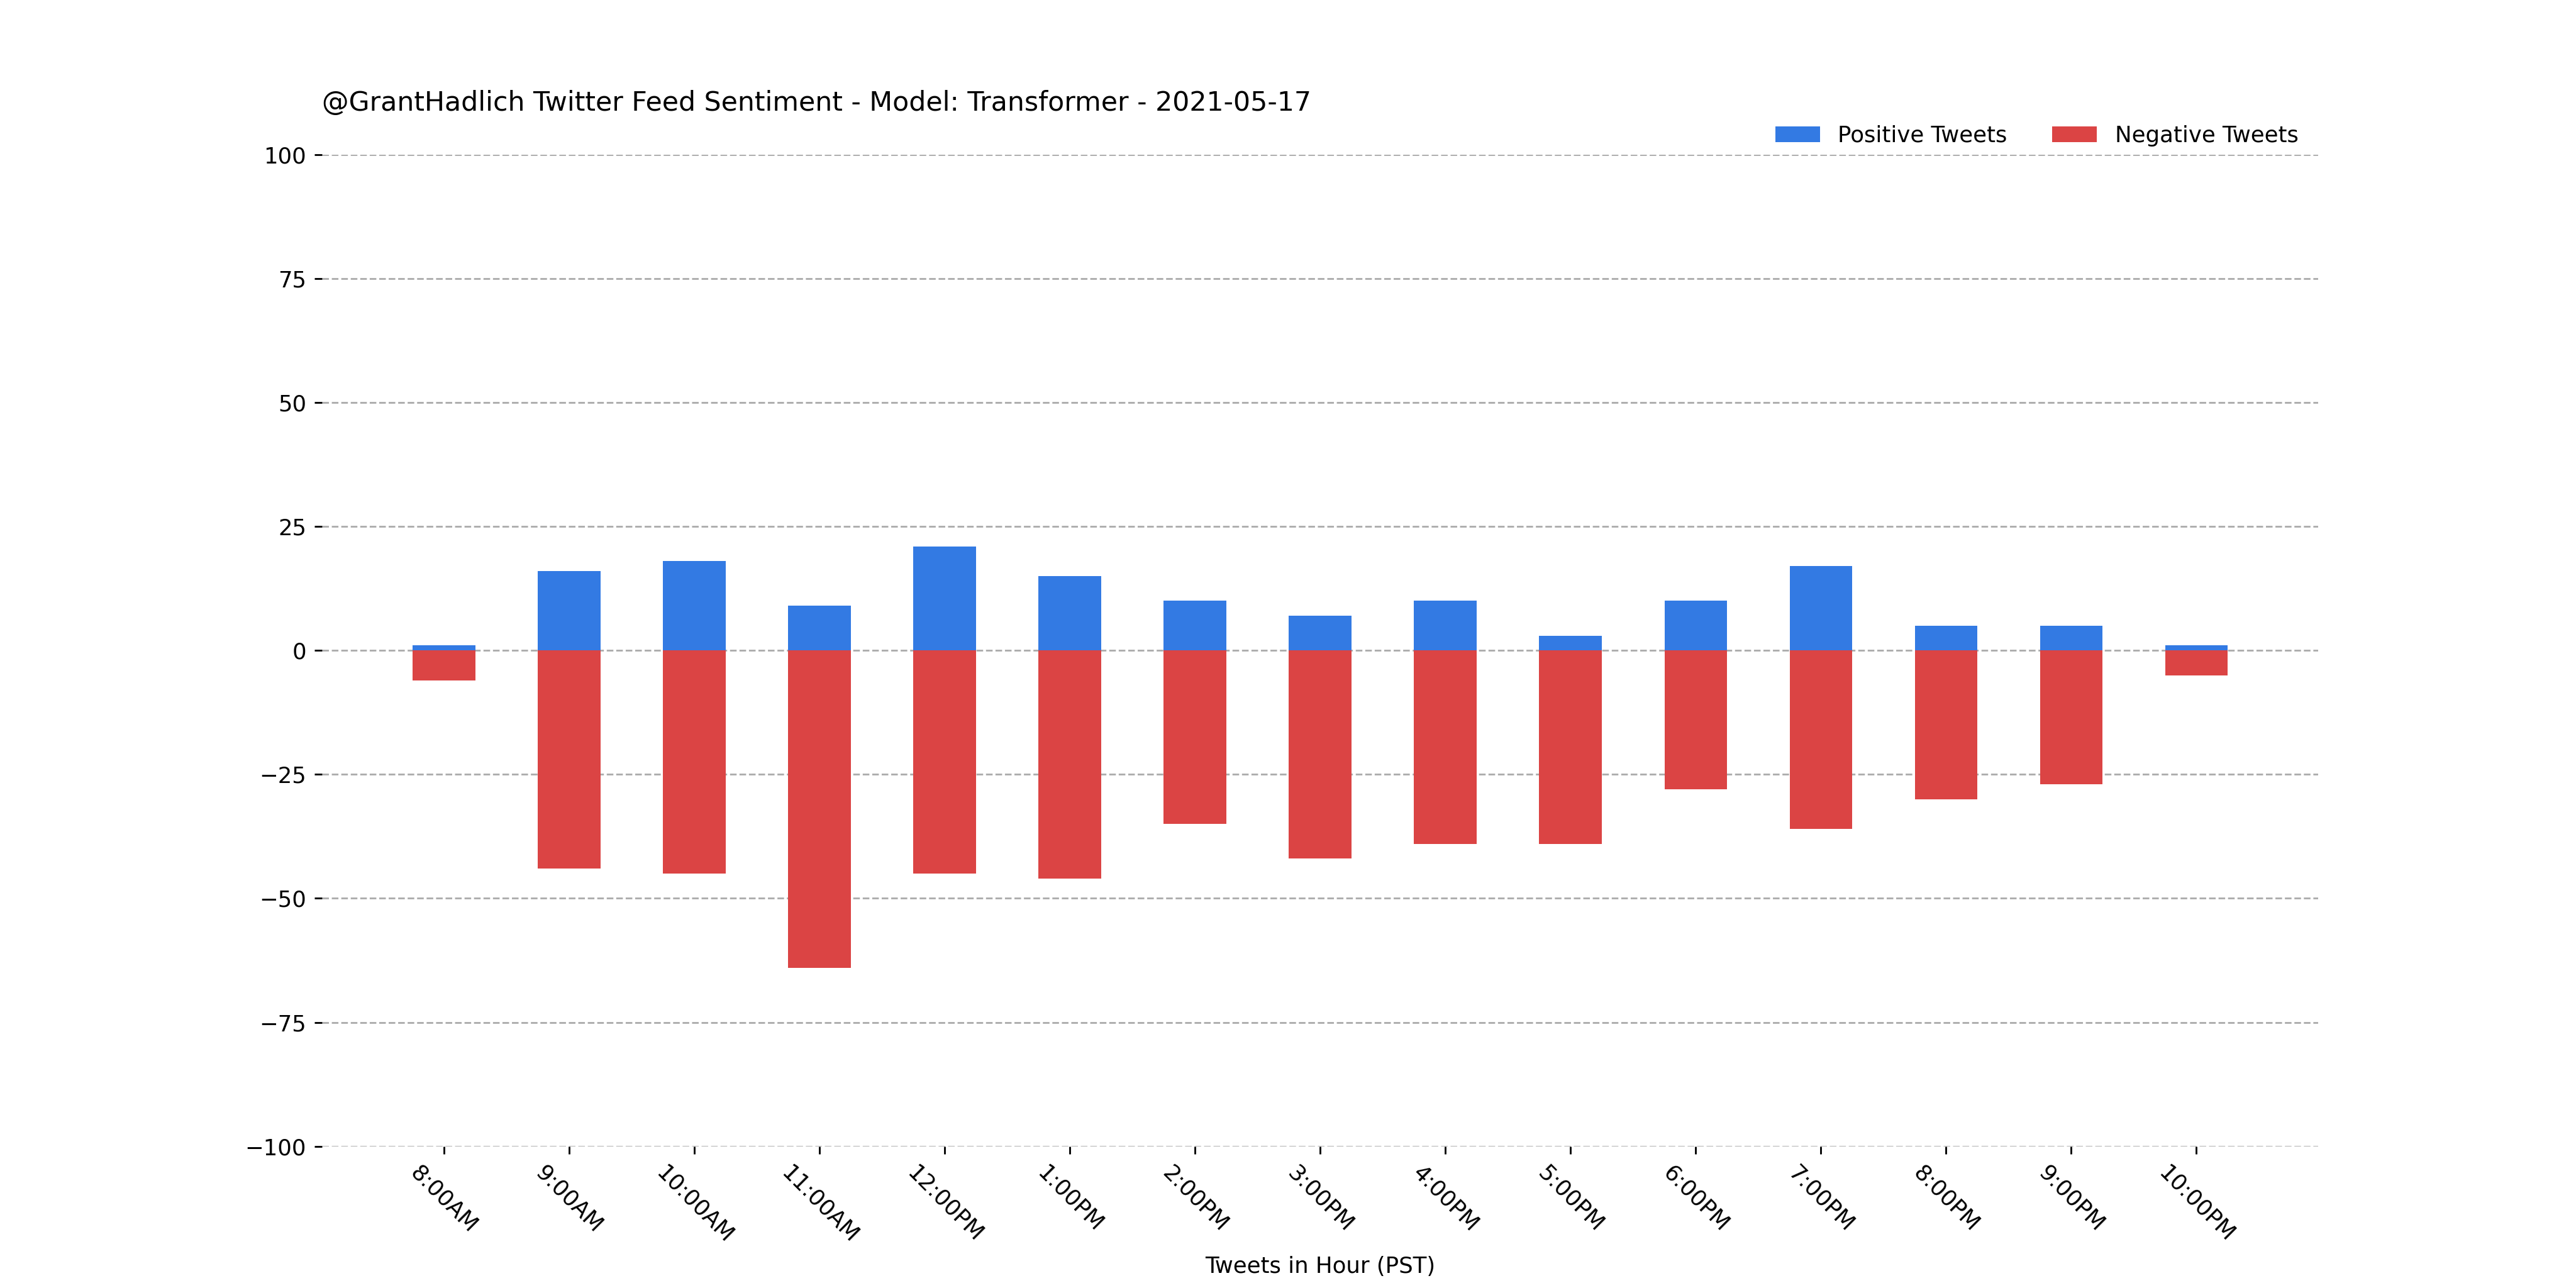 @GrantHadlich Twitter Feed Sentiment - Model: Transformer - 2021-05-17
Positive Tweets Negative Tweets
100
75
50
25
0
−25
−50
−75
−100
8:00AM 9:00AM 10:00AM 11:00AM 12:00PM 1:00PM 2:00PM 3:00PM 4:00PM 5:00PM 6:00PM 7:00PM 8:00PM 9:00PM 10:00PM
Tweets in Hour (PST)